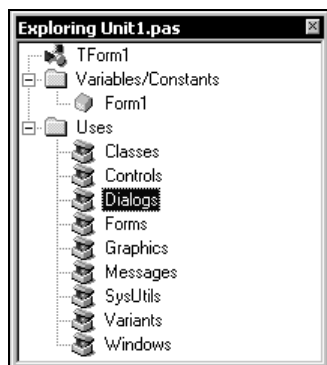 Exploring Unit1.pas
TForm1
Variables/Constants
Form1
Uses
Classes
Controls
Dialogs
Forms
Graphics
Messages
SysUtils
Variants
Windows